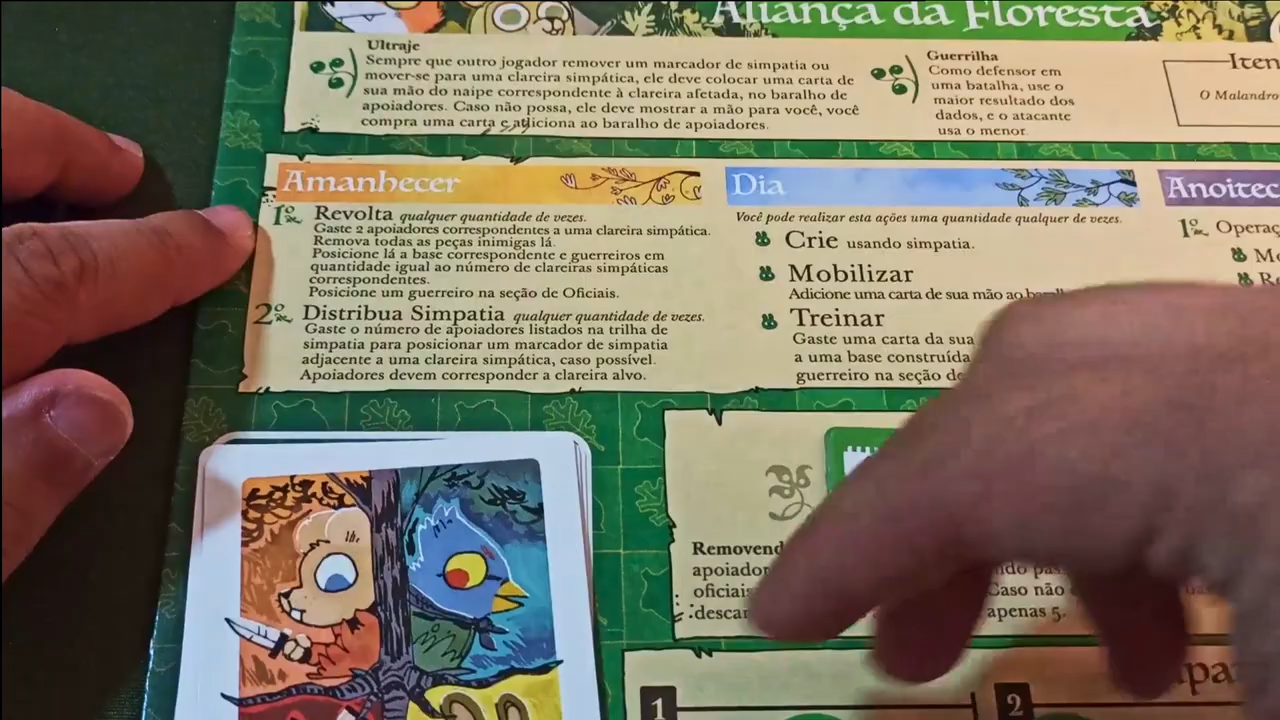 Aliança da Floresta
Ultraje
Sempre que outro jogador remover um marcador de simpatia ou
mover-se para uma clareira simpática, ele deve colocar uma carta de
sua mão do naipe correspondente à clareira afetada, no baralho de
apoiadores. Caso não possa, ele deve mostrar a mão para você, você
compra uma carta e adiciona ao baralho de apoiadores.
Guerrilha
Como defensor em
uma batalha, use o
maior resultado dos
dados, e o atacante
usa o menor.
Iten
O Malandro
Amanhecer
1º Revolta qualquer quantidade de vezes.
Gaste 2 apoiadores correspondentes a uma clareira simpática.
Remova todas as peças inimigas lá.
Posicione lá a base correspondente e guerreiros em
quantidade igual ao número de clareiras simpáticas
correspondentes.
Posicione um guerreiro na seção de Oficiais.
2º Distribua Simpatia qualquer quantidade de vezes.
Gaste o número de apoiadores listados na trilha de
simpatia para posicionar um marcador de simpatia
adjacente a uma clareira simpática, caso possível.
Apoiadores devem corresponder a clareira alvo.
Dia
Você pode realizar esta ações uma quantidade qualquer de vezes.
Crie usando simpatia.
Mobilizar
Adicione uma carta de sua mão ao
Treinar
Gaste uma carta da sua
a uma base construída
guerreiro na seção de
Anoitec
1º Operaç
Mo
Re
Removend
apoiador
oficiais
descar
Caso não
apenas 5.
1
2